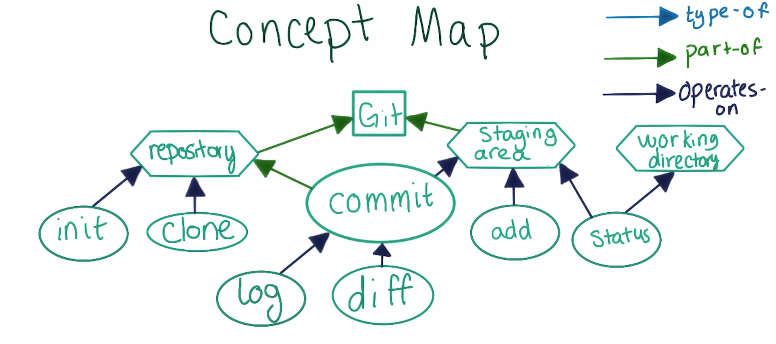 Concept Map
type-of
part-of
operates-
on
Git
repository
Staging
area
working
directory
commit
init
clone
add
status
log
diff